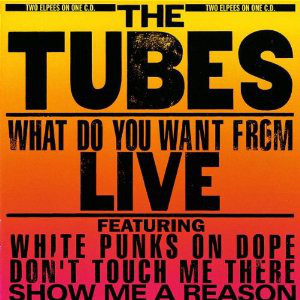 TWO ELPEES ON ONE C.D. THE TWO ELPEES ON ONE C.D.
TUBES
WHAT DO YOU WANT FROM
LIVE
FEATURING
WHITE PUNKS ON DOPE
DON'T TOUCH ME THERE
SHOW ME A REASON